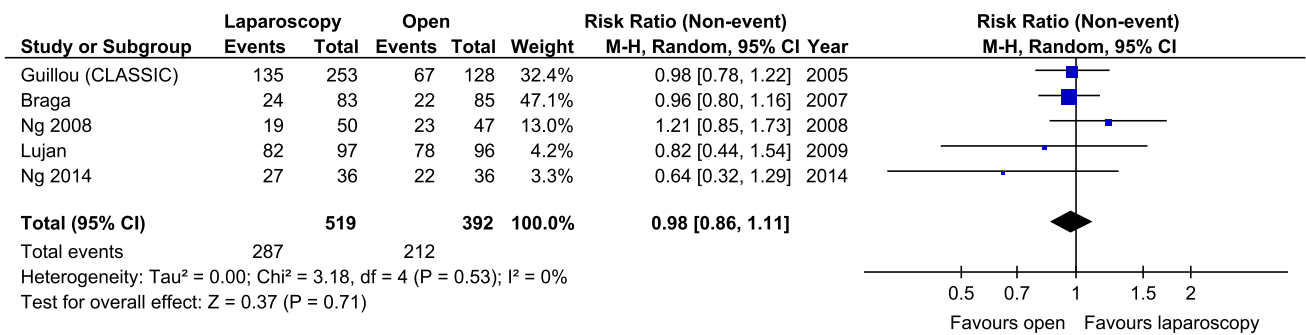 Laparoscopy Open Risk Ratio (Non-event) Risk Ratio (Non-event)
Study or Subgroup Events Total Events Total Weight M-H, Random, 95% CI Year M-H, Random, 95% CI
Guillou (CLASSIC) 135 253 67 128 32.4% 0.98 [0.78, 1.22] 2005
Braga 24 83 22 85 47.1% 0.96 [0.80, 1.16] 2007
Ng 2008 19 50 23 47 13.0% 1.21 [0.85, 1.73] 2008
Lujan 82 97 78 96 4.2% 0.82 [0.44, 1.54] 2009
Ng 2014 27 36 22 36 3.3% 0.64 [0.32, 1.29] 2014
Total (95% CI) 519 392 100.0% 0.98 [0.86, 1.11]
Total events 287 212
Heterogeneity: Tau² = 0.00; Chi² = 3.18, df = 4 (P = 0.53); I² = 0%
Test for overall effect: Z = 0.37 (P = 0.71)
0.5 0.7 1 1.5 2
Favours open Favours laparoscopy